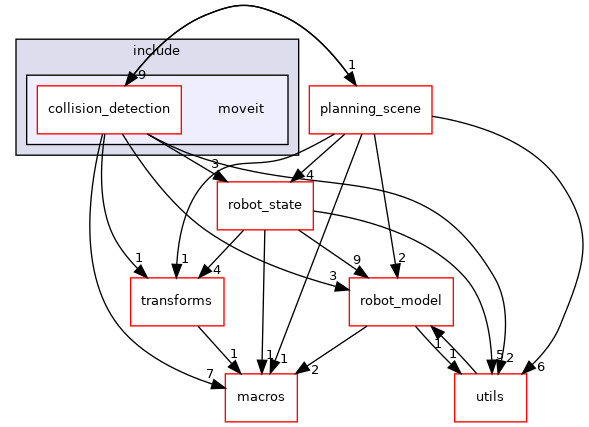 include
9
1
collision_detection
moveit
planning_scene
3
4
robot_state
1
1
4
3
9
2
transforms
robot_model
7
1
1
1
2
1
1
5
2
6
macros
utils